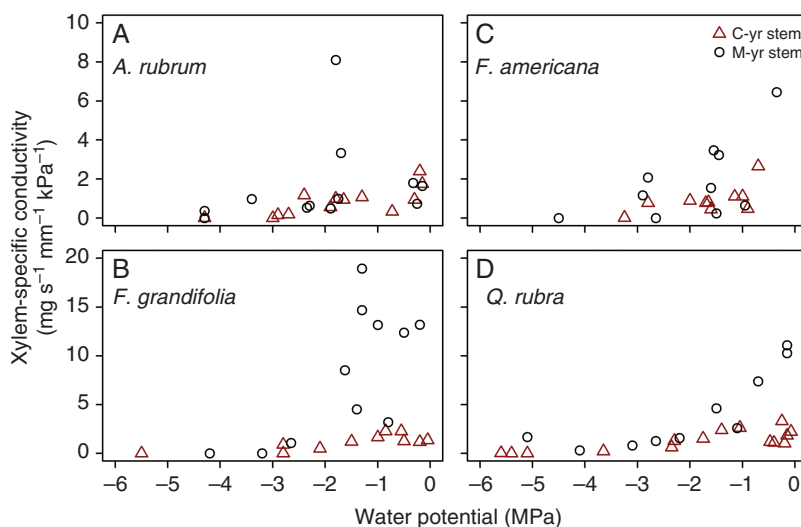 A
A. rubrum
C
F. americana
C-yr stem
M-yr stem
10
8
6
4
2
0
B
F. grandifolia
D
Q. rubra
20
15
10
5
0
−6
−5
−4
−3
−2
−1
0
−6
−5
−4
−3
−2
−1
0
Xylem-specific conductivity
(mg s−1 mm−1 kPa−1)
Water potential (MPa)